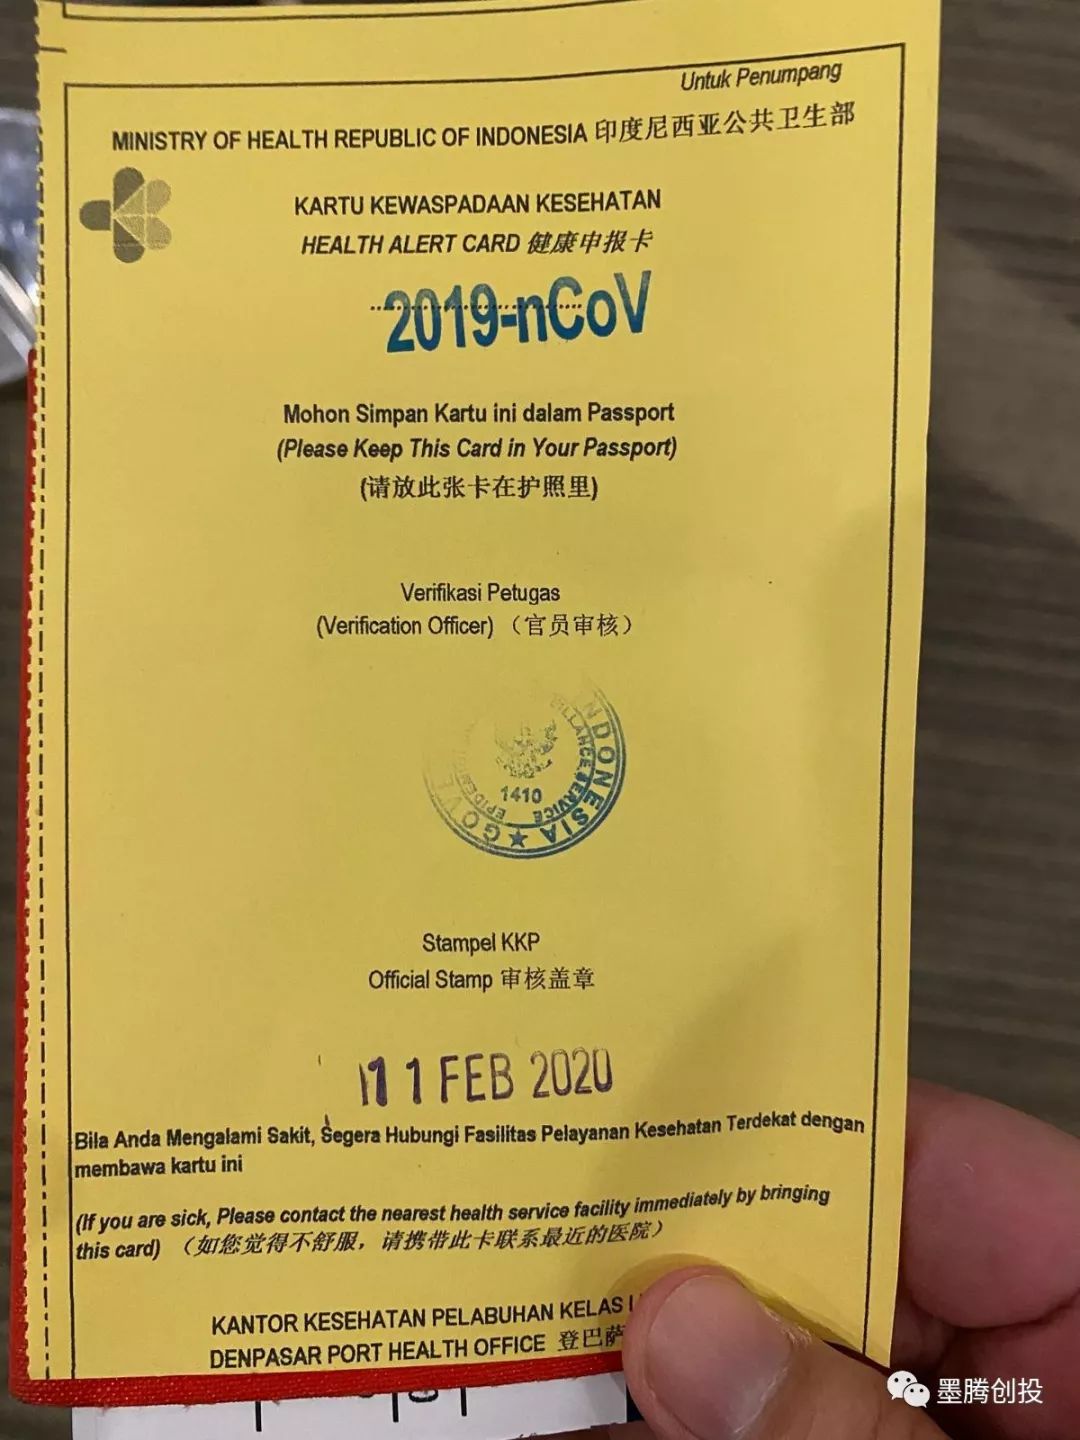 Untuk Penumpang
MINISTRY OF HEALTH REPUBLIC OF INDONESIA 印度尼西亚公共卫生部
KARTU KEWASPADAAN KESEHATAN
HEALTH ALERT CARD 健康申报卡
2019-nCoV
Mohon Simpan Kartu ini dalam Passport
(Please Keep This Card in Your Passport)
(请放此张卡在护照里)
Verifikasi Petugas
(Verification Officer) （官员审核）
INDONESIA
SERVICE
1410
Stampel KKP
Official Stamp 审核盖章
11 FEB 2020
Bila Anda Mengalami Sakit, Segera Hubungi Fasilitas Pelayanan Kesehatan Terdekat dengan
membawa kartu ini
(If you are sick, Please contact the nearest health service facility immediately by bringing
this card) （如您觉得不舒服，请携带此卡联系最近的医院）
KANTOR KESEHATAN PELABUHAN KELAS I
DENPASAR PORT HEALTH OFFICE 登巴萨
墨腾创投